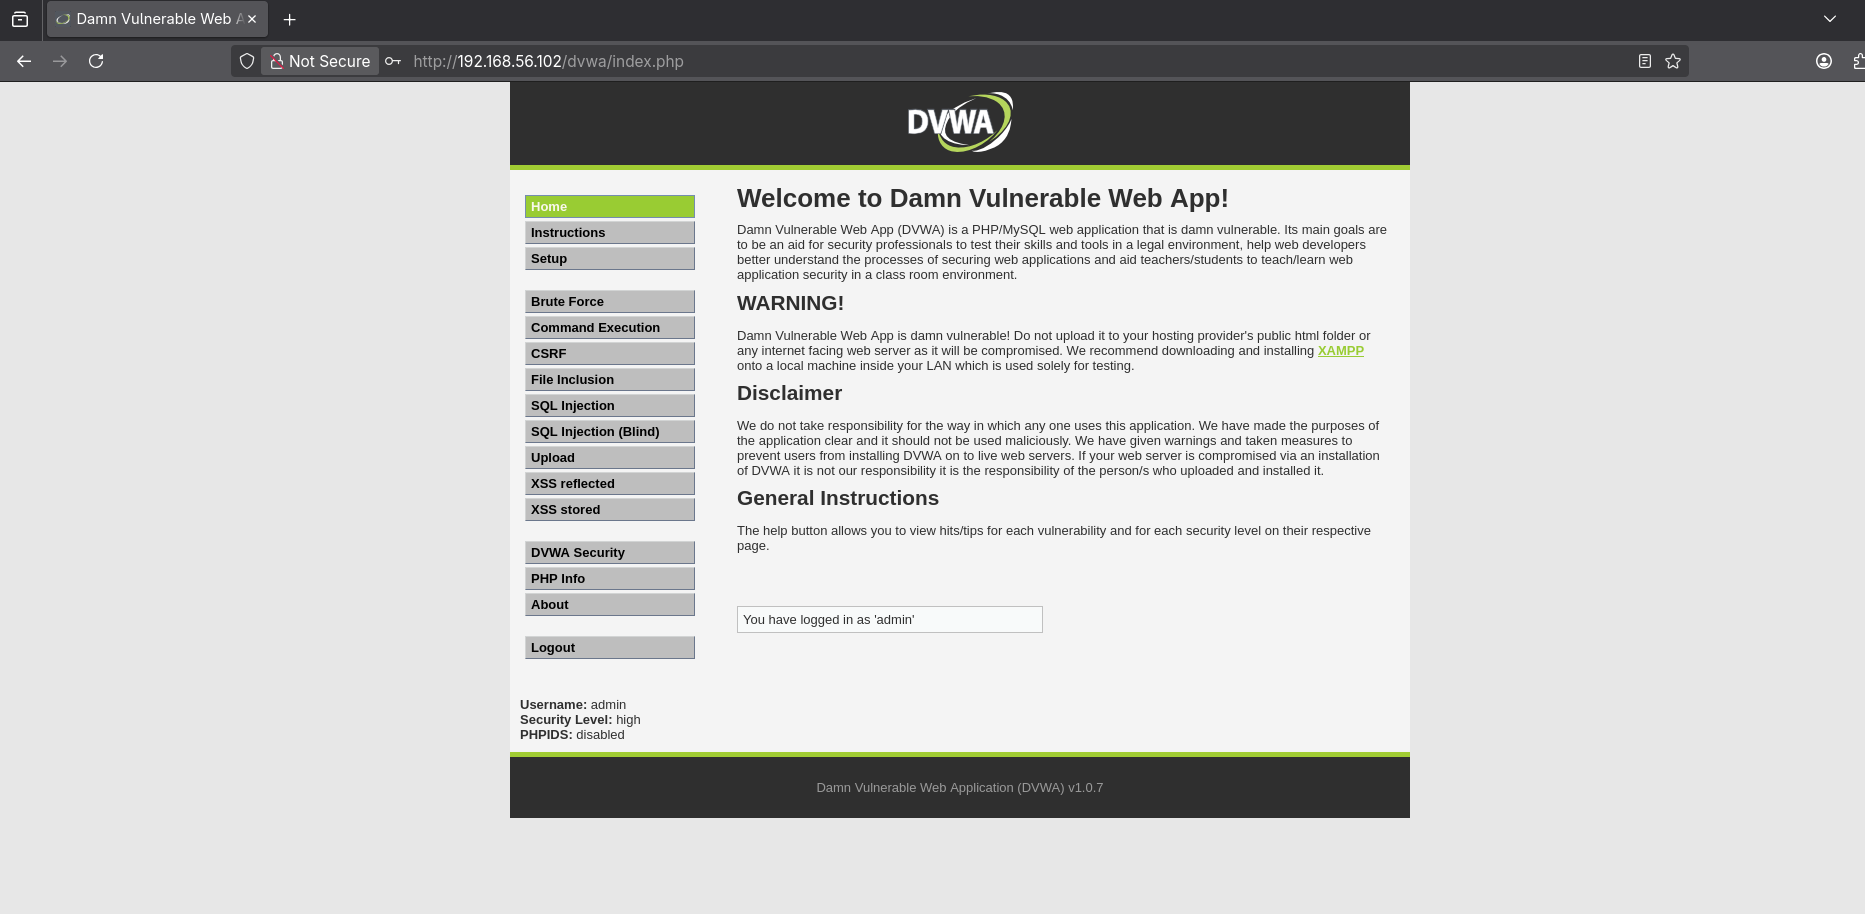 Damn Vulnerable Web A
Not Secure
http://192.168.56.102/dvwa/index.php
DVWA
Home
Instructions
Setup
Brute Force
Command Execution
CSRF
File Inclusion
SQL Injection
SQL Injection (Blind)
Upload
XSS reflected
XSS stored
DVWA Security
PHP Info
About
Logout
Username: admin
Security Level: high
PHPIDS: disabled
Welcome to Damn Vulnerable Web App!
Damn Vulnerable Web App (DVWA) is a PHP/MySQL web application that is damn vulnerable. Its main goals are
to be an aid for security professionals to test their skills and tools in a legal environment, help web developers
better understand the processes of securing web applications and aid teachers/students to teach/learn web
application security in a class room environment.
WARNING!
Damn Vulnerable Web App is damn vulnerable! Do not upload it to your hosting provider's public html folder or
any internet facing web server as it will be compromised. We recommend downloading and installing XAMPP
onto a local machine inside your LAN which is used solely for testing.
Disclaimer
We do not take responsibility for the way in which any one uses this application. We have made the purposes of
the application clear and it should not be used maliciously. We have given warnings and taken measures to
prevent users from installing DVWA on to live web servers. If your web server is compromised via an installation
of DVWA it is not our responsibility it is the responsibility of the person/s who uploaded and installed it.
General Instructions
The help button allows you to view hits/tips for each vulnerability and for each security level on their respective
page.
You have logged in as 'admin'
Damn Vulnerable Web Application (DVWA) v1.0.7